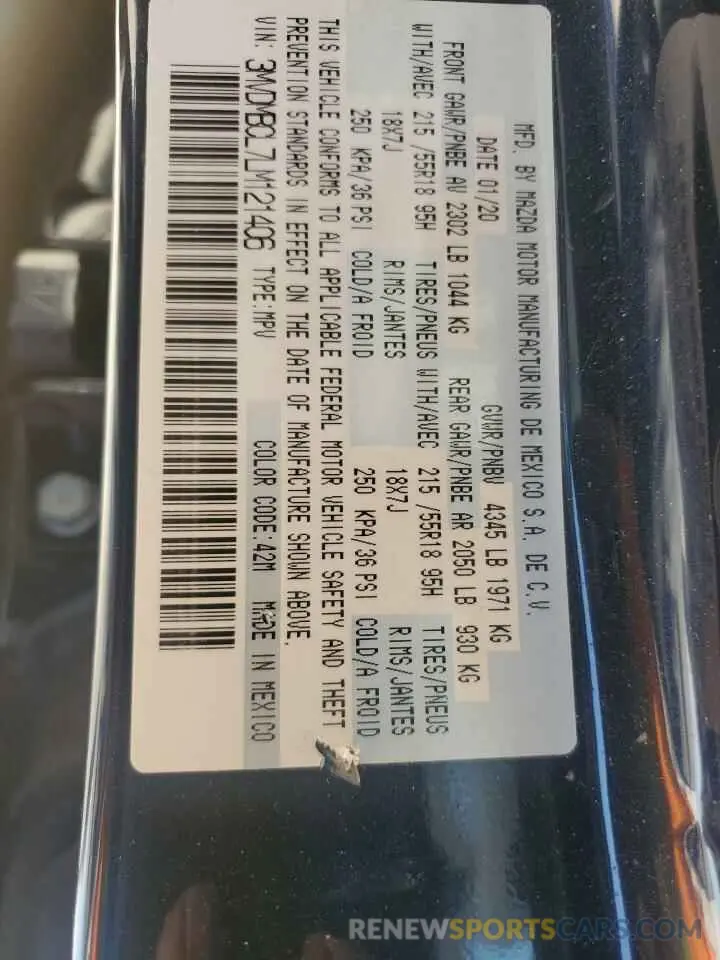 MFD. BY MAZDA MOTOR MANUFACTURING DE MEXICO S.A. DE C.V.
DATE 01/20 GVWR/PNBV 4345 LB 1971 KG
FRONT GAWR/PNBE AV 2302 LB 1044 KG REAR GAWR/PNBE AR 2050 LB 930 KG
WITH/AVEC 215 /55R18 95H TIRES/PNEUS WITH/AVEC 215 /55R18 95H TIRES/PNEUS
18X7J RIMS/JANTES 18X7J RIMS/JANTES
250 KPA/36 PSI COLD/A FROID 250 KPA/36 PSI COLD/A FROID
THIS VEHICLE CONFORMS TO ALL APPLICABLE FEDERAL MOTOR VEHICLE SAFETY AND THEFT
PREVENTION STANDARDS IN EFFECT ON THE DATE OF MANUFACTURE SHOWN ABOVE.
VIN: 3MVDMBCL7LM121406 TYPE:MPV COLOR CODE:42M MADE IN MEXICO
RENEWSPORTSCARS.COM